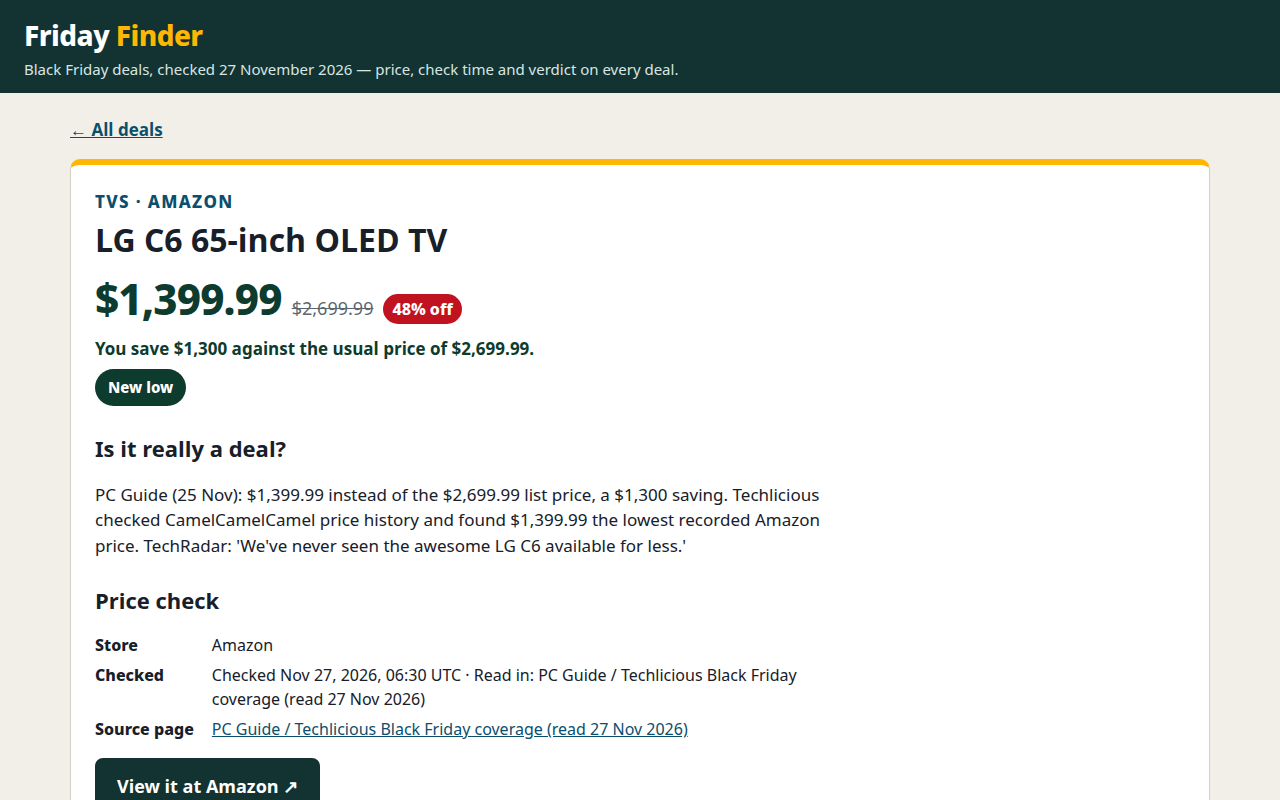 Friday Finder
Black Friday deals, checked 27 November 2026 — price, check time and verdict on every deal.
← All deals
TVS · AMAZON
LG C6 65-inch OLED TV
$1,399.99 $2,699.99 48% off
You save $1,300 against the usual price of $2,699.99.
New low
Is it really a deal?
PC Guide (25 Nov): $1,399.99 instead of the $2,699.99 list price, a $1,300 saving. Techlicious
checked CamelCamelCamel price history and found $1,399.99 the lowest recorded Amazon
price. TechRadar: 'We've never seen the awesome LG C6 available for less.'
Price check
Store Amazon
Checked Checked Nov 27, 2026, 06:30 UTC · Read in: PC Guide / Techlicious Black Friday
coverage (read 27 Nov 2026)
Source page PC Guide / Techlicious Black Friday coverage (read 27 Nov 2026)
View it at Amazon ↗